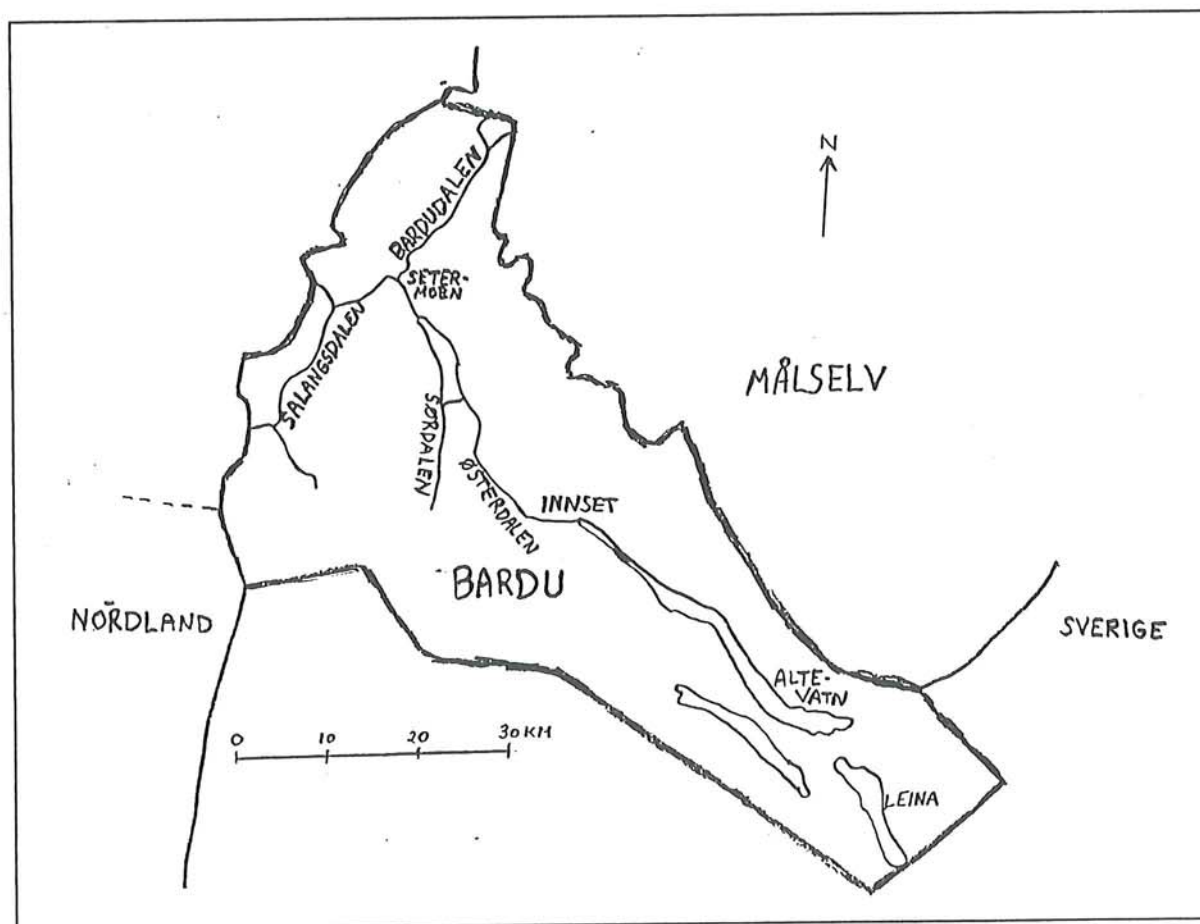 N
BARDUDALEN
SETER-
MOEN
SALANGSDALEN
MÅLSELV
SØRDALEN
ØSTERDALEN
INNSET
BARDU
NORDLAND
SVERIGE
ALTE-
VATN
0 10 20 30 KM
LEINA